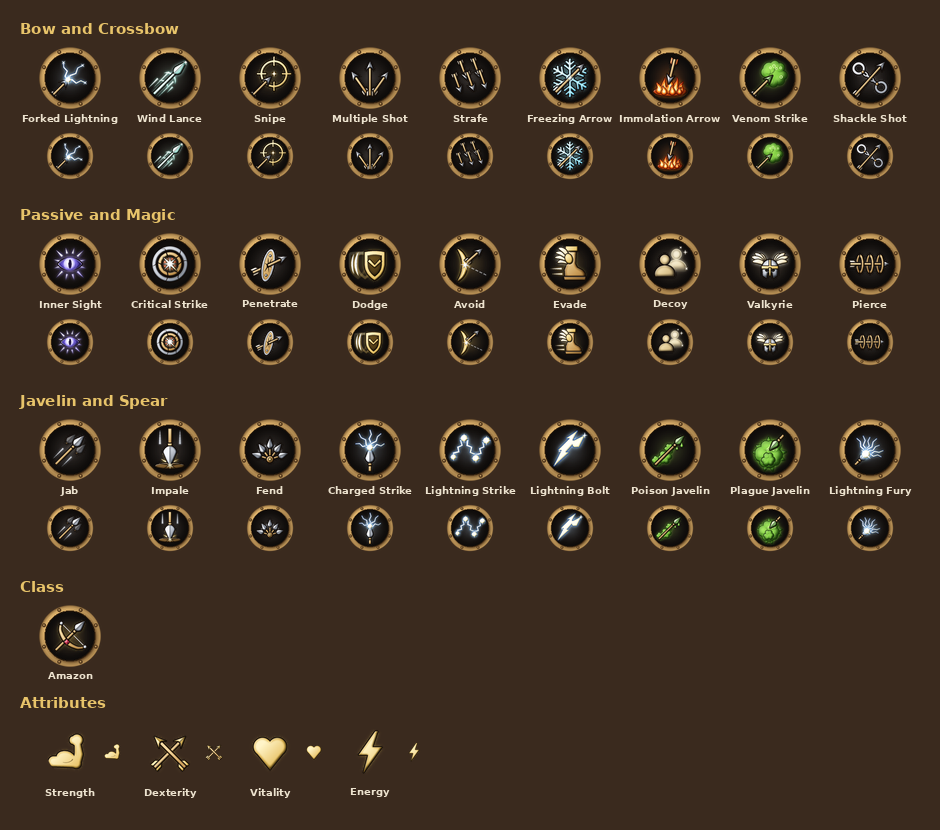 Bow and Crossbow
Forked Lightning Wind Lance Snipe Multiple Shot Strafe Freezing Arrow Immolation Arrow Venom Strike Shackle Shot
Passive and Magic
Inner Sight Critical Strike Penetrate Dodge Avoid Evade Decoy Valkyrie Pierce
Javelin and Spear
Jab Impale Fend Charged Strike Lightning Strike Lightning Bolt Poison Javelin Plague Javelin Lightning Fury
Class
Amazon
Attributes
Strength Dexterity Vitality Energy